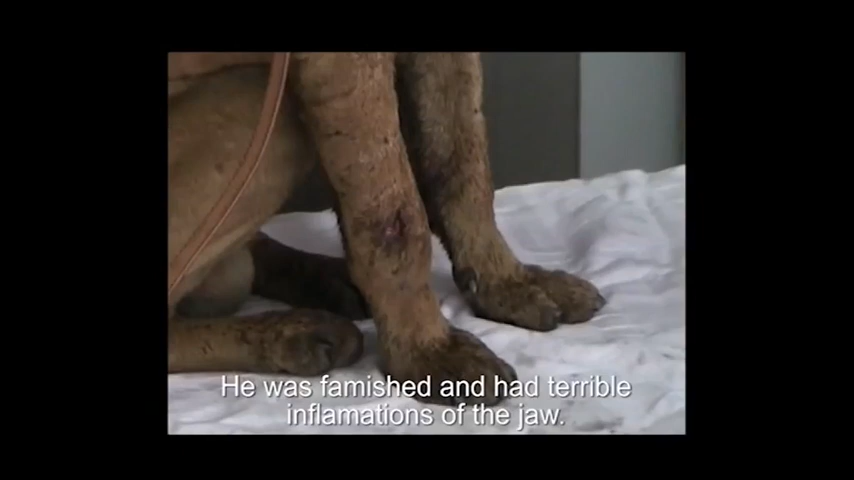 He was famished and had terrible
inflamations of the jaw.